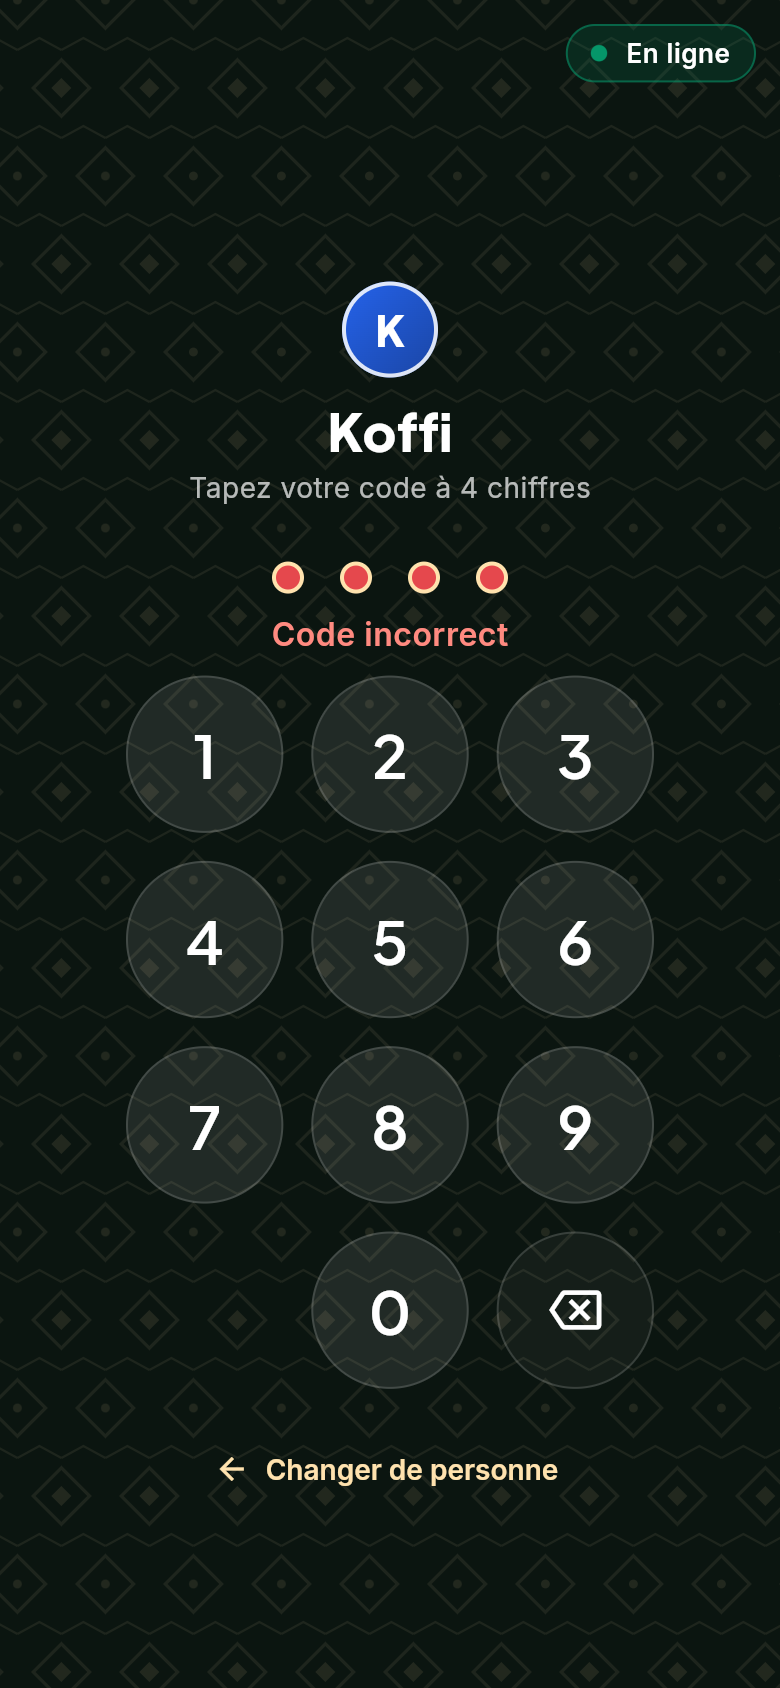 En ligne
K
Koffi
Tapez votre code à 4 chiffres
Code incorrect
1 2 3
4 5 6
7 8 9
0
← Changer de personne